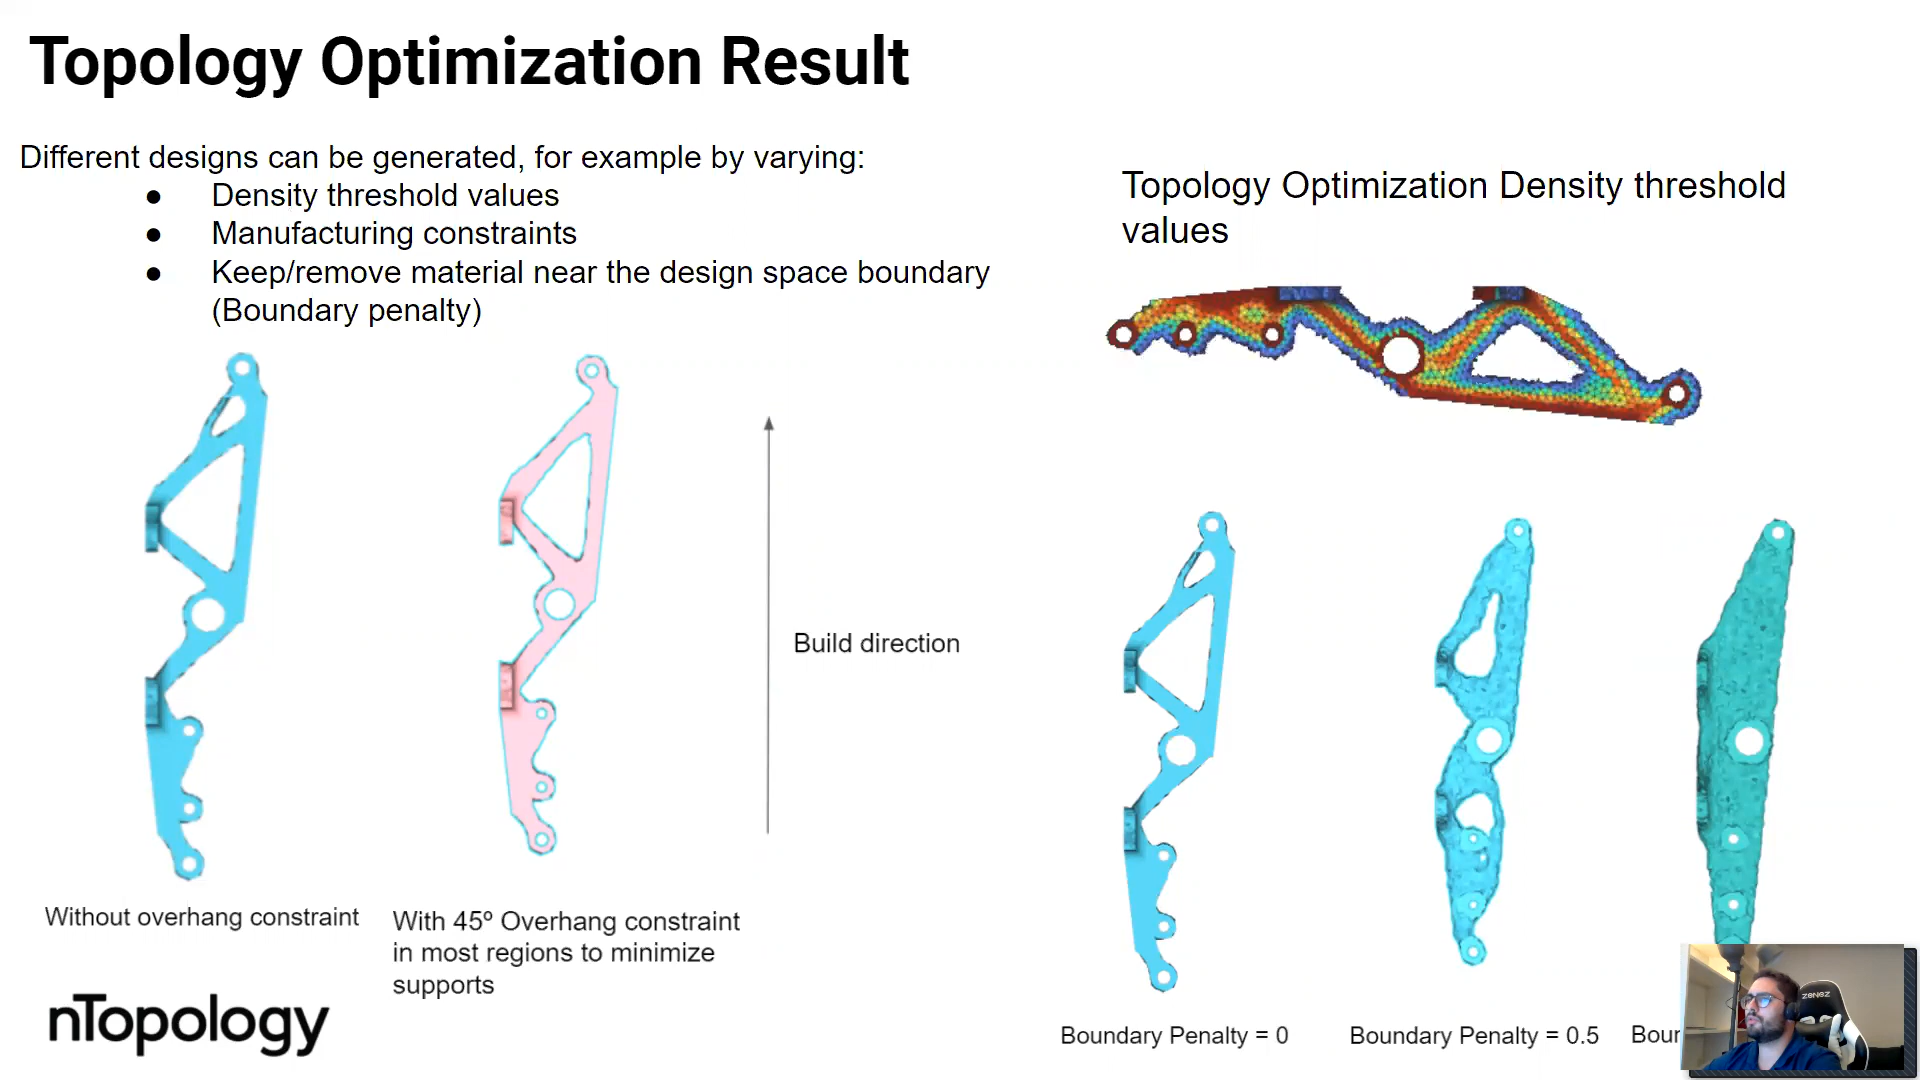 Topology Optimization Result
Different designs can be generated, for example by varying:
● Density threshold values
● Manufacturing constraints
● Keep/remove material near the design space boundary
(Boundary penalty)
Topology Optimization Density threshold
values
Build direction
Without overhang constraint
With 45º Overhang constraint
in most regions to minimize
supports
nTopology
Boundary Penalty = 0
Boundary Penalty = 0.5
zenez